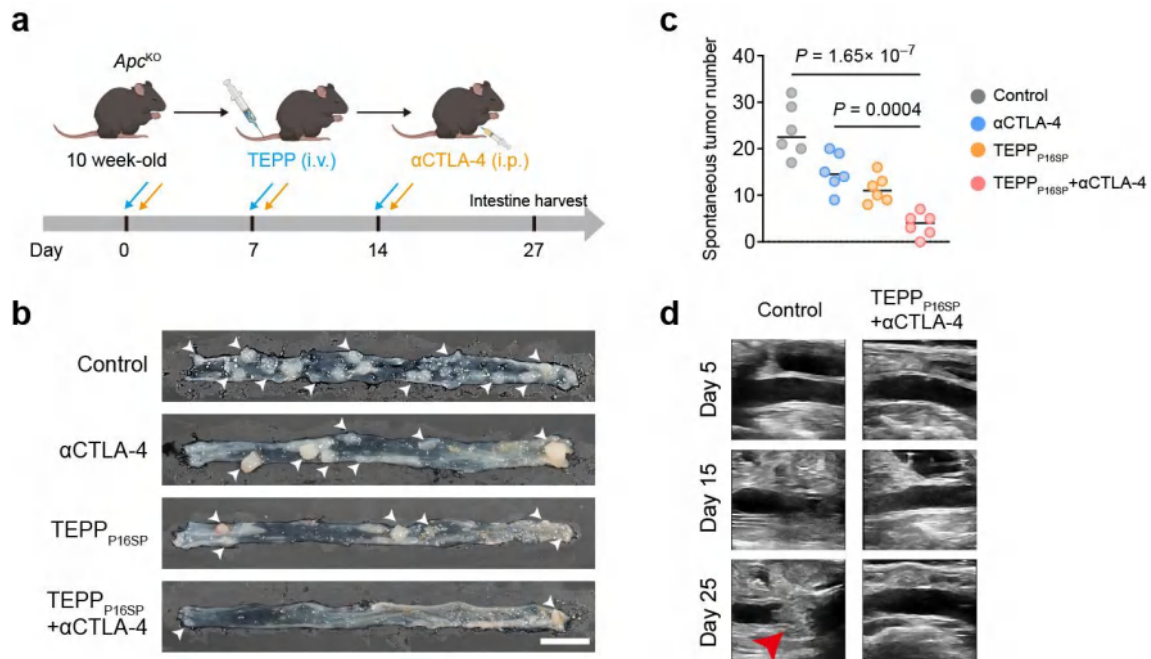 a
Apc^KO
10 week-old
TEPP (i.v.)
αCTLA-4 (i.p.)
Intestine harvest
Day
0
7
14
27
b
Control
αCTLA-4
TEPP_P16SP
TEPP_P16SP
+αCTLA-4
c
Spontaneous tumor number
40
30
20
10
0
P = 1.65× 10⁻⁷
P = 0.0004
Control
αCTLA-4
TEPP_P16SP
TEPP_P16SP+αCTLA-4
d
Control
TEPP_P16SP
+αCTLA-4
Day 5
Day 15
Day 25